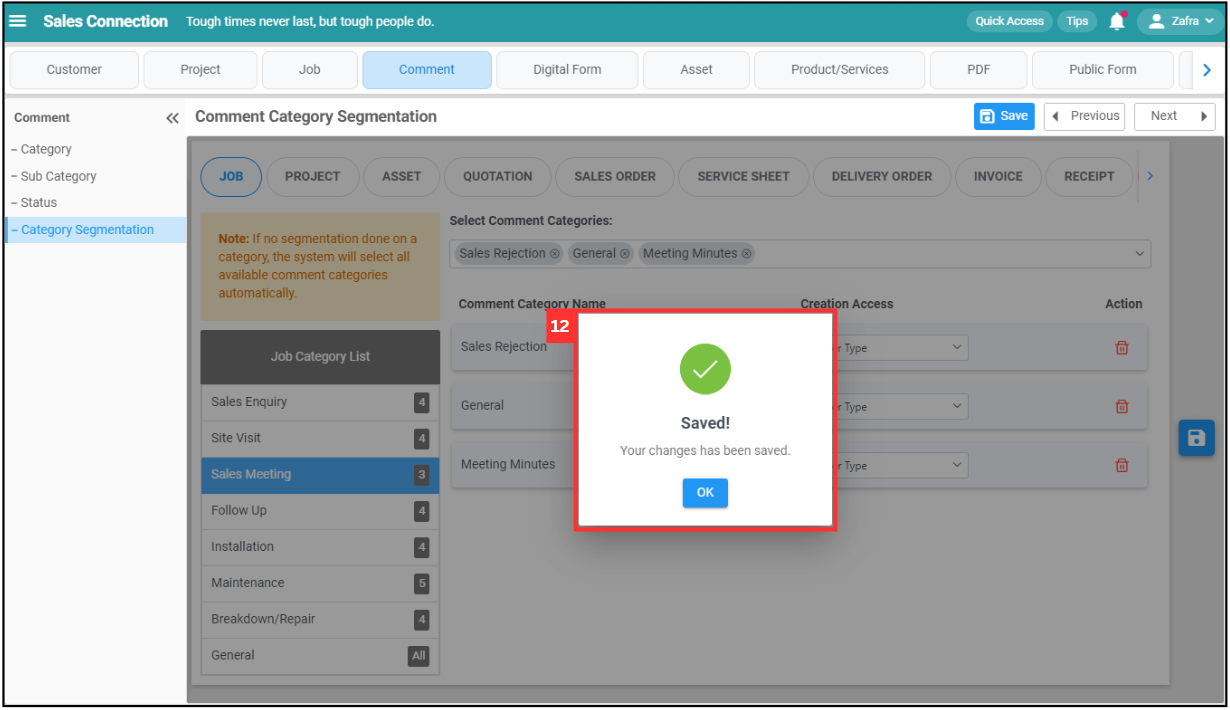 Sales Connection Tough times never last, but tough people do. Quick Access Tips Zafra
Customer Project Job Comment Digital Form Asset Product/Services PDF Public Form
Comment
Comment Category Segmentation Save Previous Next
– Category
– Sub Category
– Status
– Category Segmentation
JOB PROJECT ASSET QUOTATION SALES ORDER SERVICE SHEET DELIVERY ORDER INVOICE RECEIPT
Note: If no segmentation done on a
category, the system will select all
available comment categories
automatically.
Select Comment Categories:
Sales Rejection General Meeting Minutes
Comment Category Name Creation Access Action
Sales Rejection Type
General Type
Meeting Minutes Type
Job Category List
Sales Enquiry 4
Site Visit 4
Sales Meeting 3
Follow Up 4
Installation 4
Maintenance 5
Breakdown/Repair 4
General All
12
Saved!
Your changes has been saved.
OK